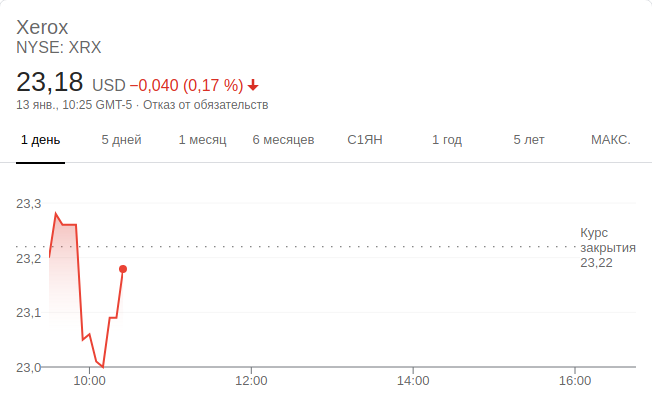 Xerox
NYSE: XRX
23,18 USD −0,040 (0,17 %)
13 янв., 10:25 GMT-5 · Отказ от обязательств
1 день 5 дней 1 месяц 6 месяцев С1ЯН 1 год 5 лет МАКС.
23,3
Курс
закрытия
23,22
23,2
23,1
23,0
10:00 12:00 14:00 16:00